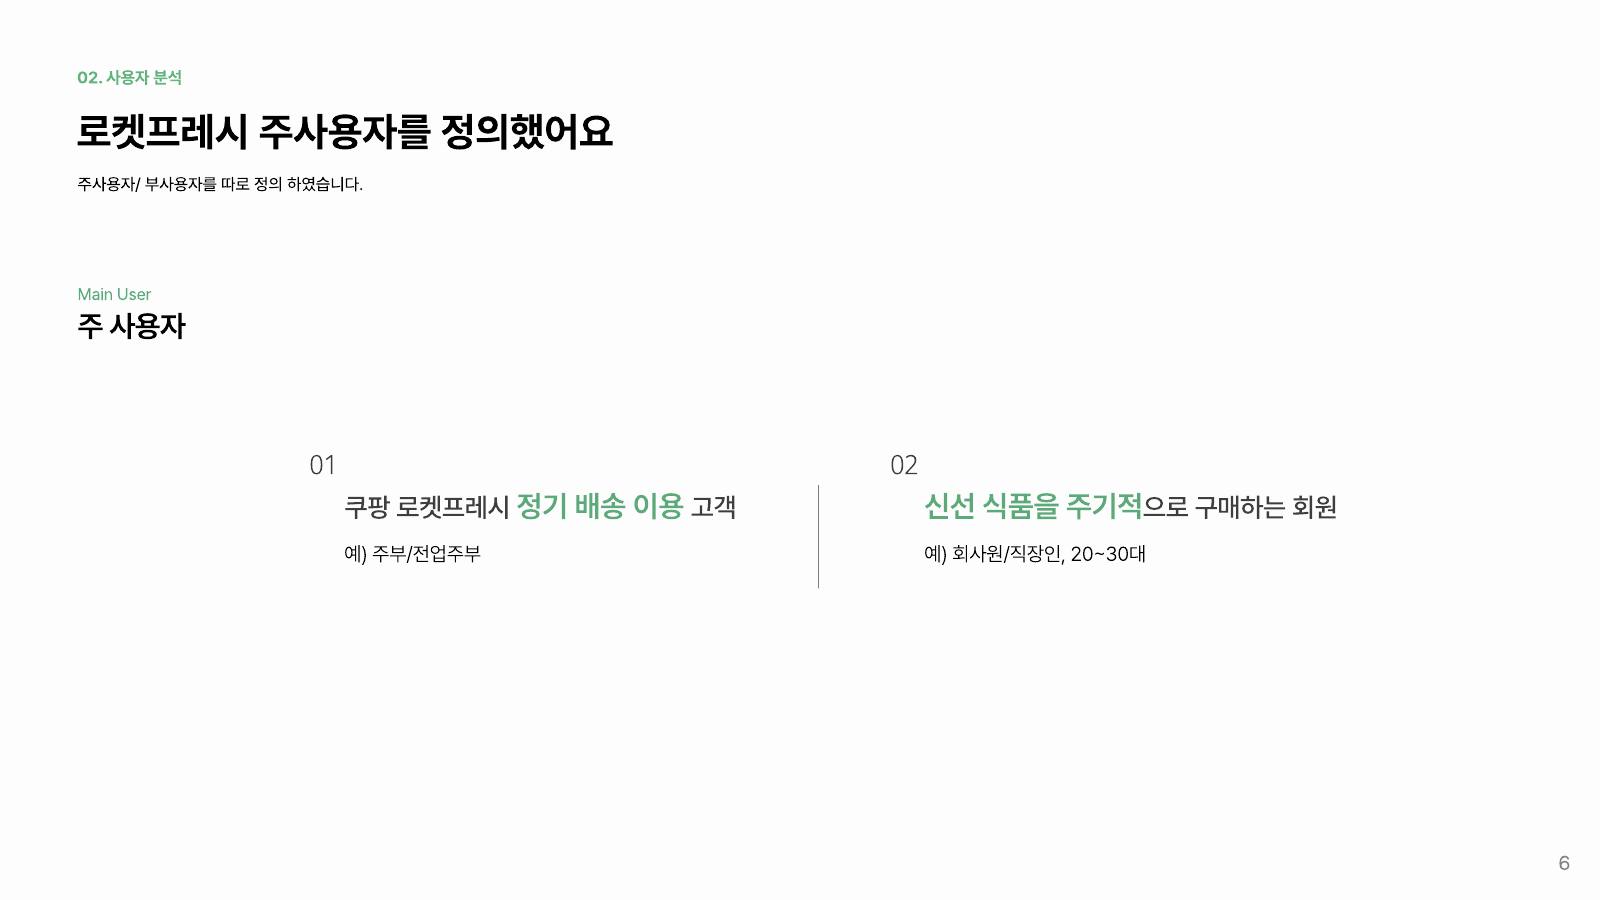 02. 사용자 분석
로켓프레시 주사용자를 정의했어요
주사용자/ 부사용자를 따로 정의 하였습니다.
Main User
주 사용자
01
쿠팡 로켓프레시 정기 배송 이용 고객
예) 주부/전업주부
02
신선 식품을 주기적으로 구매하는 회원
예) 회사원/직장인, 20~30대
6